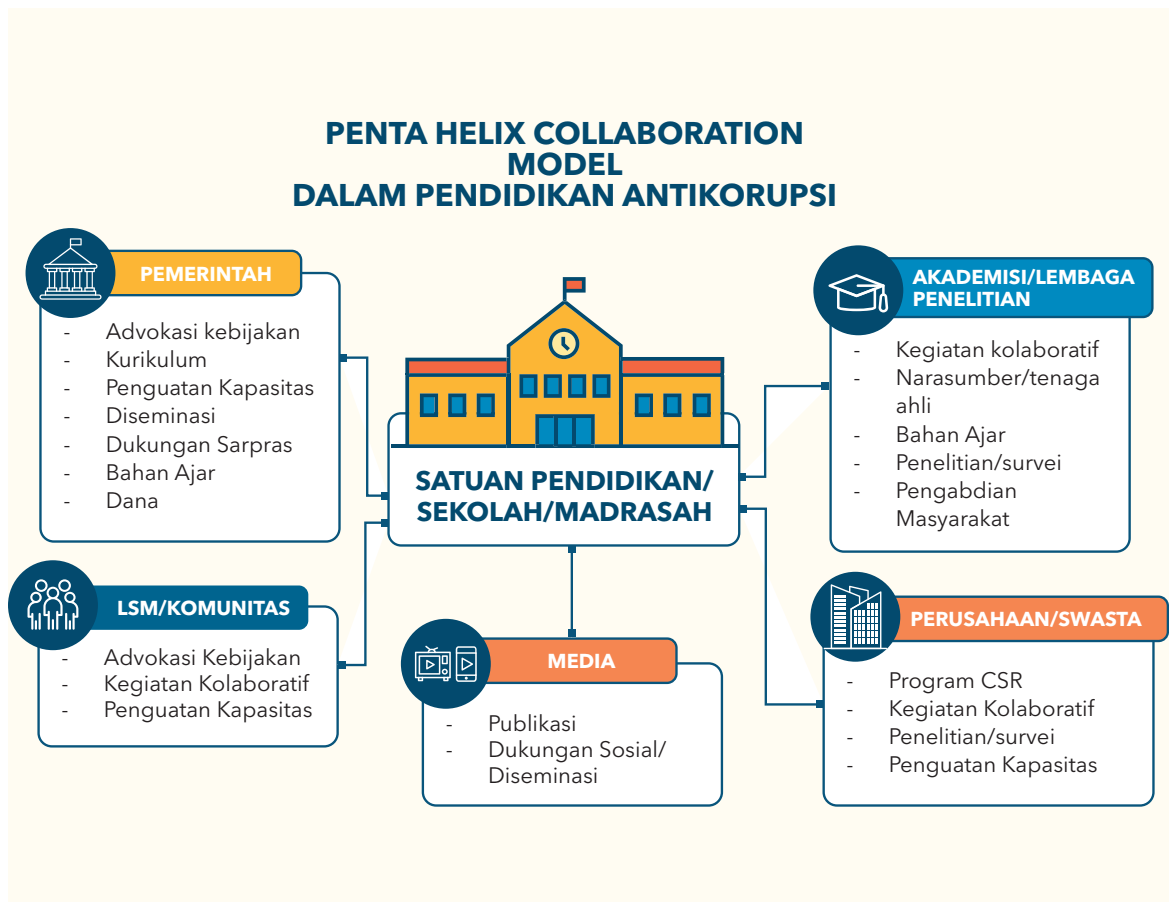 PENTA HELIX COLLABORATION
MODEL
DALAM PENDIDIKAN ANTIKORUPSI
PEMERINTAH
- Advokasi kebijakan
- Kurikulum
- Penguatan Kapasitas
- Diseminasi
- Dukungan Sarpras
- Bahan Ajar
- Dana
AKADEMISI/LEMBAGA
PENELITIAN
- Kegiatan kolaboratif
- Narasumber/tenaga
ahli
- Bahan Ajar
- Penelitian/survei
- Pengabdian
Masyarakat
SATUAN PENDIDIKAN/
SEKOLAH/MADRASAH
LSM/KOMUNITAS
- Advokasi Kebijakan
- Kegiatan Kolaboratif
- Penguatan Kapasitas
MEDIA
- Publikasi
- Dukungan Sosial/
Diseminasi
PERUSAHAAN/SWASTA
- Program CSR
- Kegiatan Kolaboratif
- Penelitian/survei
- Penguatan Kapasitas